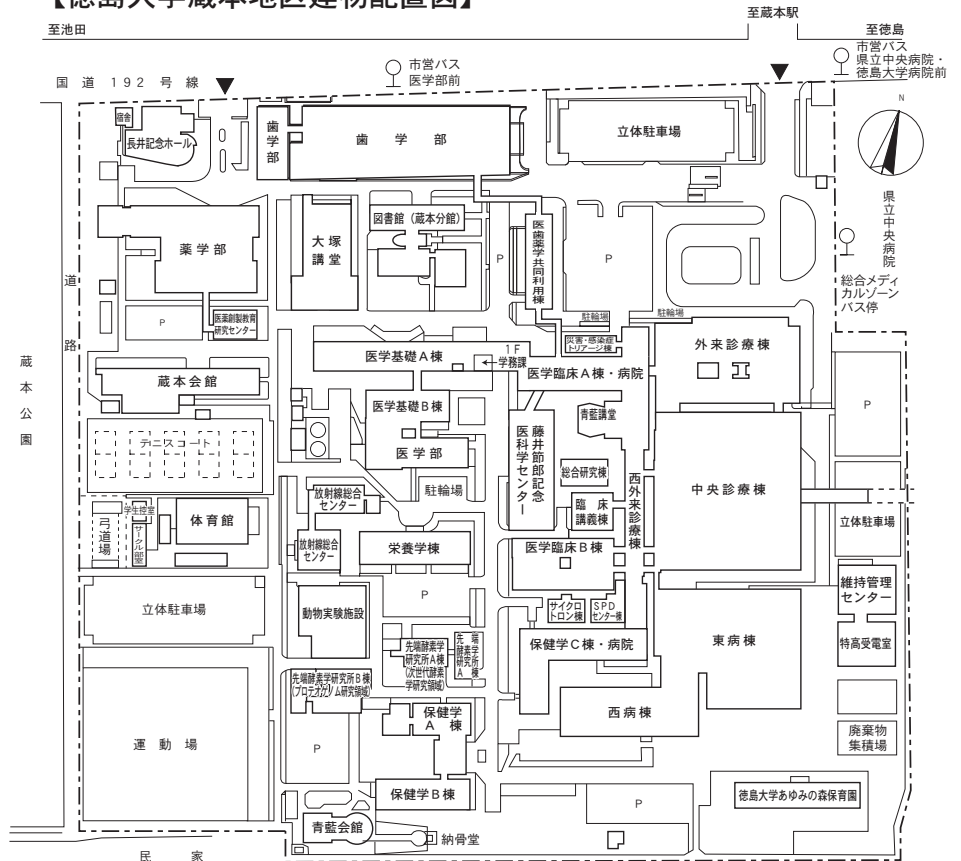 【徳島大学蔵本地区建物配置図】
至蔵本駅
至池田
至徳島
市営バス
県立中央病院・
徳島大学病院前
市営バス
医学部前
国道192号線
N
宿舎
長井記念ホール
歯学部
歯学部
立体駐車場
県立中央病院
図書館（蔵本分館）
大塚
講堂
薬学部
医歯薬学共同利用棟
P
P
総合メディ
カルゾーン
バス停
道路
P
医薬創製教育
研究センター
駐輪場
駐輪場
災害・感染症
トリアージ棟
外来診療棟
医学基礎A棟
1F
←学務課
医学臨床A棟・病院
蔵本公園
蔵本会館
医学基礎B棟
青藍講堂
P
テニスコート
医学部
藤井節郎記念
医科学センター
総合研究棟
西外来診療棟
中央診療棟
放射線総合
センター
駐輪場
臨床
講義棟
学生控室
弓道場
サークル部室
体育館
立体駐車場
放射線総合
センター
栄養学棟
医学臨床B棟
立体駐車場
動物実験施設
P
サイクロ
トロン棟
SPD
センター棟
維持管理
センター
東病棟
特高受電室
先端酵素学
研究所A棟
(次世代酵素
学研究領域)
先端
酵素学
研究所
A棟
保健学C棟・病院
先端酵素学研究所B棟
(プロテオゲノム研究領域)
保健学
A棟
西病棟
運動場
P
廃棄物
集積場
保健学B棟
P
徳島大学あゆみの森保育園
青藍会館
納骨堂
民家